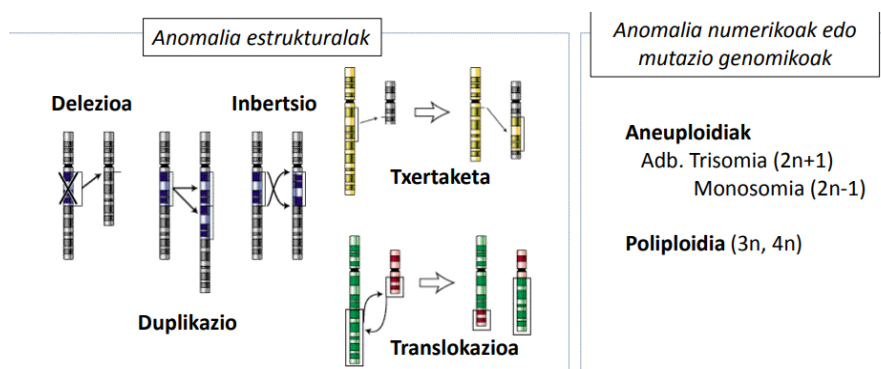 Anomalia estrukturalak
Delezioa
Inbertsio
Txertaketa
Duplikazio
Translokazioa
Anomalia numerikoak edo
mutazio genomikoak
Aneuploidiak
Adb. Trisomia (2n+1)
Monosomia (2n-1)
Poliploidia (3n, 4n)